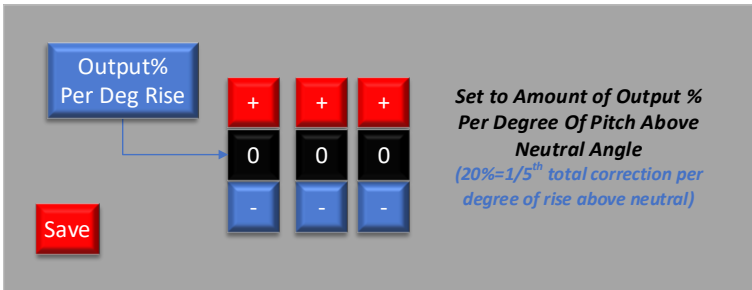 Output%
Per Deg Rise
+ + +
0 0 0
- - -
Save
Set to Amount of Output %
Per Degree Of Pitch Above
Neutral Angle
(20%=1/5th total correction per
degree of rise above neutral)